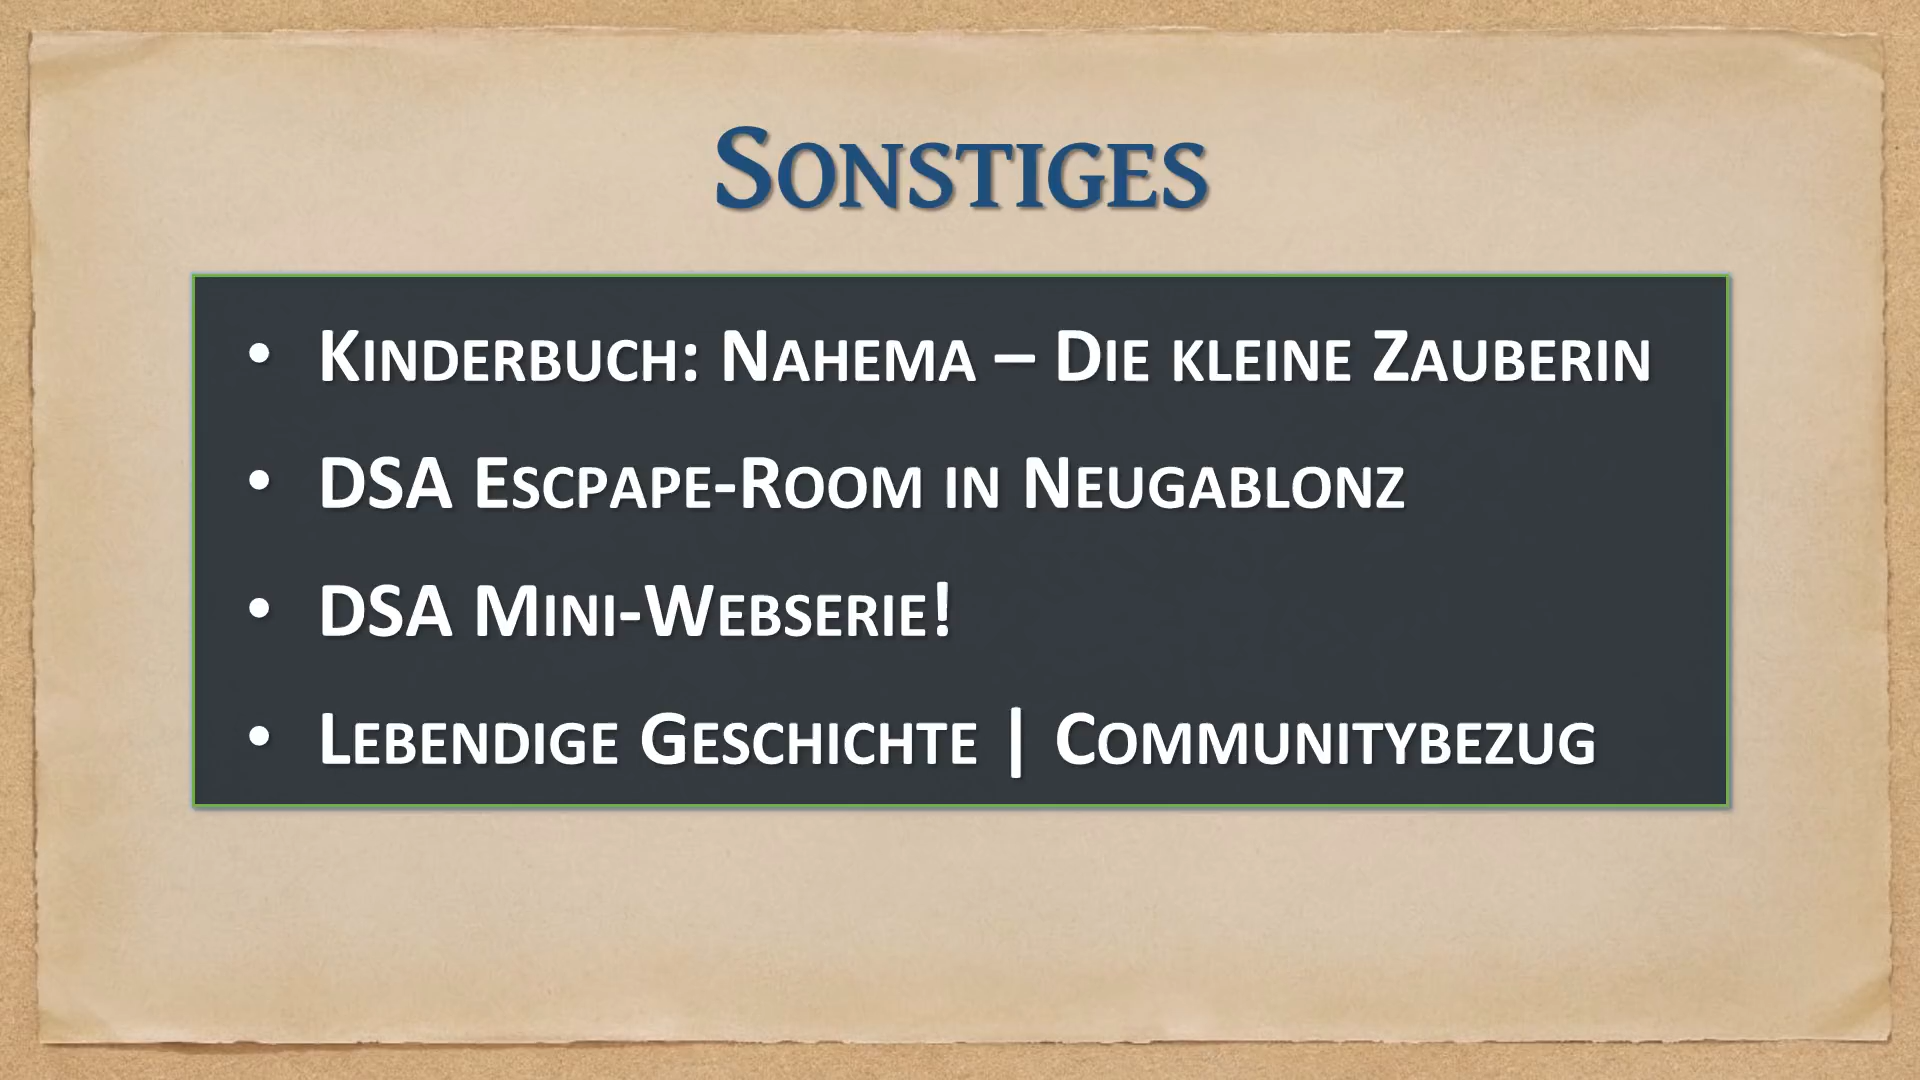 Sonstiges
• Kinderbuch: Nahema – Die kleine Zauberin
• DSA Escpape-Room in Neugablonz
• DSA Mini-Webserie!
• Lebendige Geschichte | Communitybezug